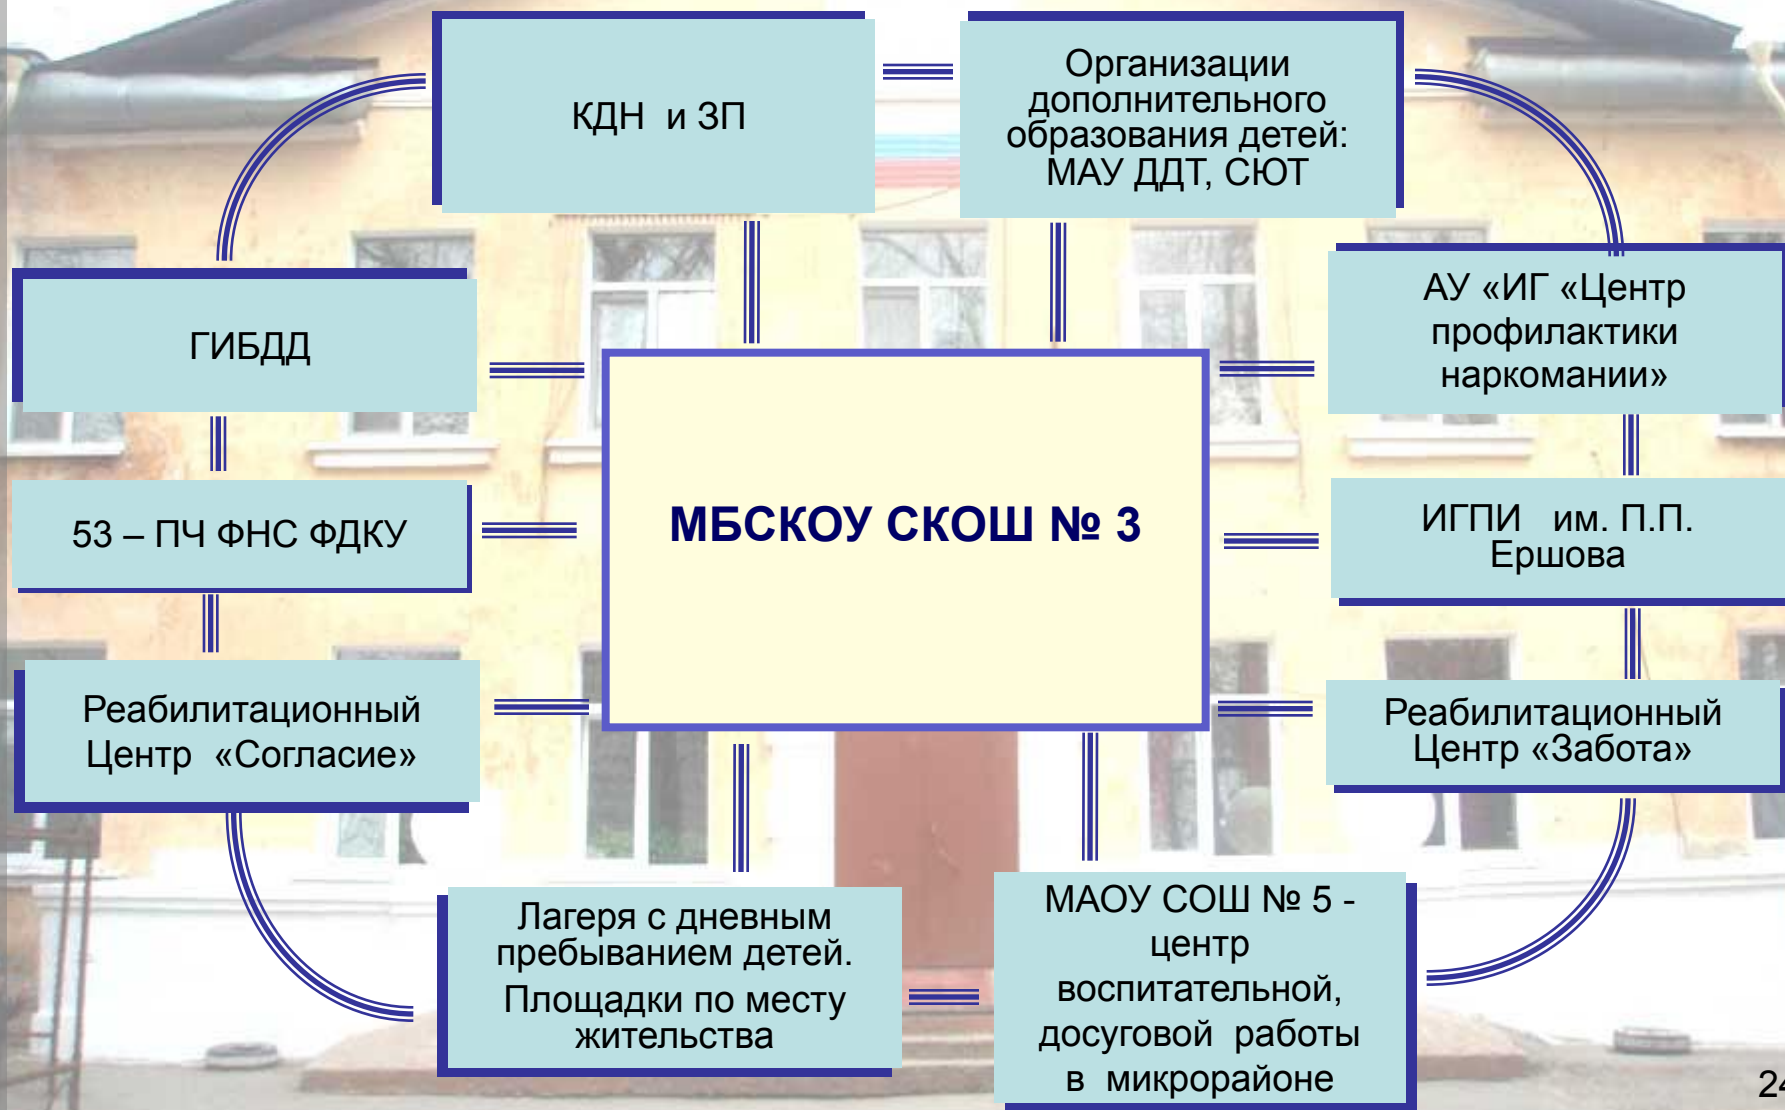 КДН и ЗП
Организации
дополнительного
образования детей:
МАУ ДДТ, СЮТ
ГИБДД
АУ «ИГ «Центр
профилактики
наркомании»
53 – ПЧ ФНС ФДКУ
МБСКОУ СКОШ № 3
ИГПИ им. П.П.
Ершова
Реабилитационный
Центр «Согласие»
Реабилитационный
Центр «Забота»
Лагеря с дневным
пребыванием детей.
Площадки по месту
жительства
МАОУ СОШ № 5 -
центр
воспитательной,
досуговой работы
в микрорайоне
24